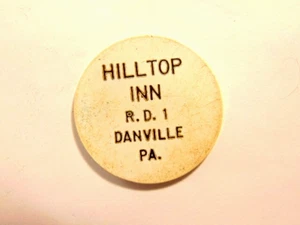 HILLTOP
INN
R.D. 1
DANVILLE
PA.